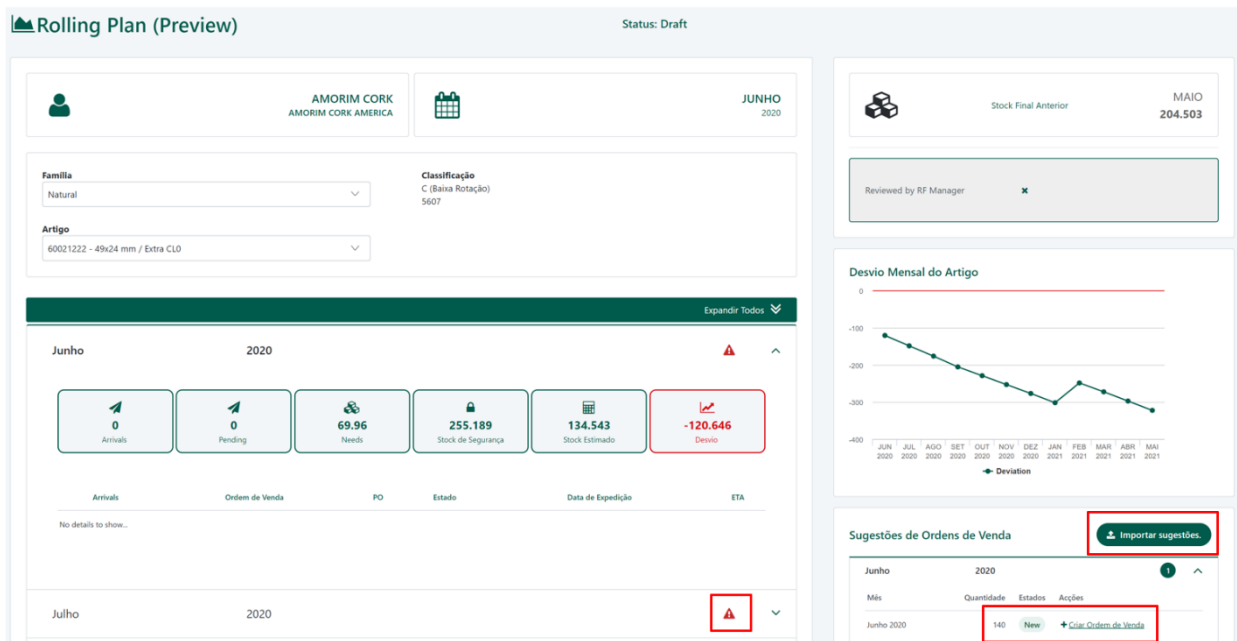 Rolling Plan (Preview)
Status: Draft
AMORIM CORK
AMORIM CORK AMERICA
JUNHO
2020
Família
Natural
Classificação
C (Baixa Rotação)
5607
Artigo
60021222 - 49x24 mm / Extra CL0
Expandir Todos
Junho 2020
0
Arrivals
0
Pending
69.96
Needs
255.189
Stock de Segurança
134.543
Stock Estimado
-120.646
Desvio
Arrivals Ordem de Venda PO Estado Data de Expedição ETA
No details to show...
Julho 2020
Stock Final Anterior
MAIO
204.503
Reviewed by RF Manager
Desvio Mensal do Artigo
0
-100
-200
-300
-400
JUN JUL AGO SET OUT NOV DEZ JAN FEB MAR ABR MAI
2020 2020 2020 2020 2020 2020 2020 2021 2021 2021 2021 2021
Deviation
Sugestões de Ordens de Venda
Importar sugestões.
Junho 2020 1
Mês Quantidade Estados Acções
Junho 2020 140 New +Criar Ordem de Venda